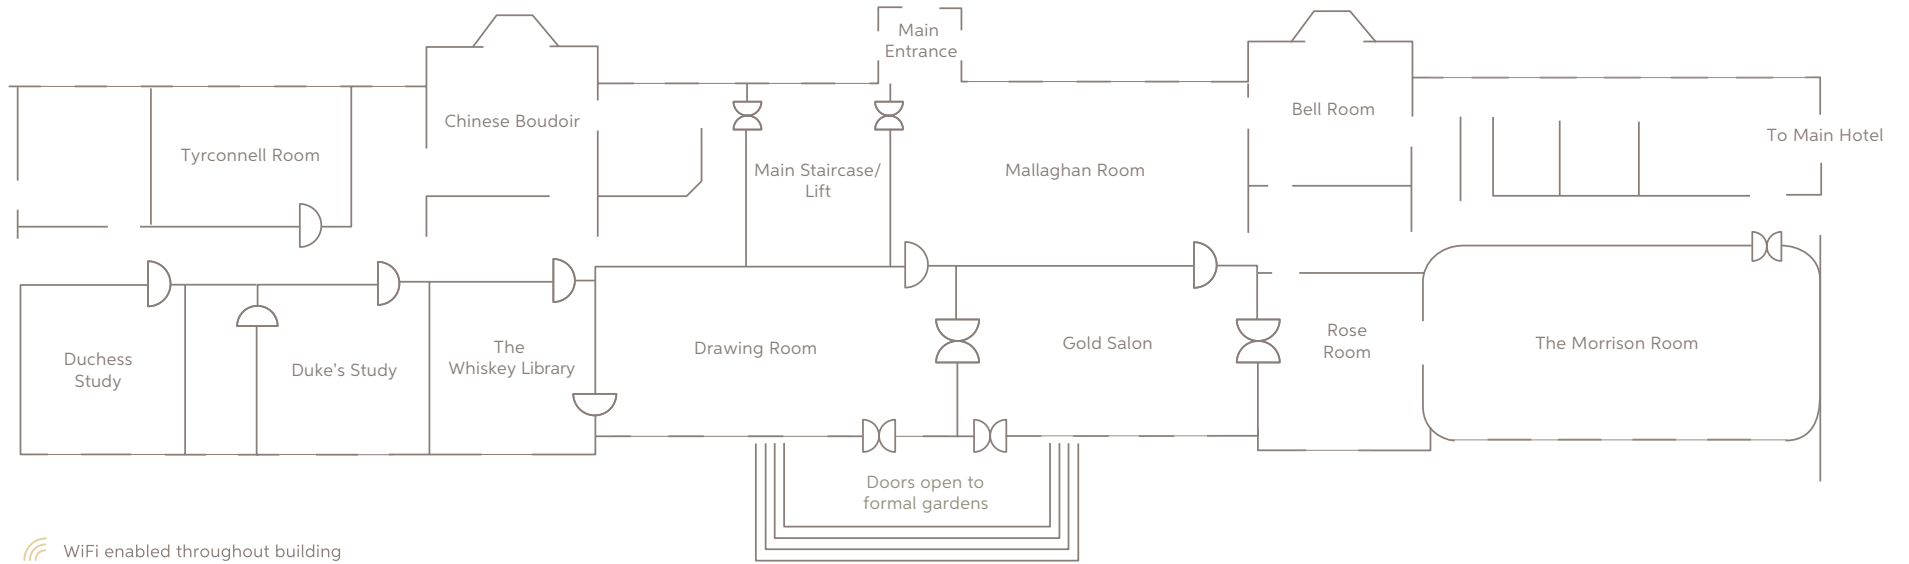 Main
Entrance
Bell Room
Chinese Boudoir
To Main Hotel
Tyrconnell Room
Main Staircase/
Lift
Mallaghan Room
Duchess
Study
Duke's Study
The
Whiskey Library
Drawing Room
Gold Salon
Rose
Room
The Morrison Room
Doors open to
formal gardens
WiFi enabled throughout building